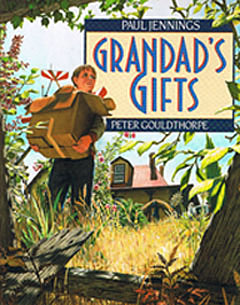 PAUL JENNINGS
GRANDAD'S
GIFTS
PETER GOULDTHORPE